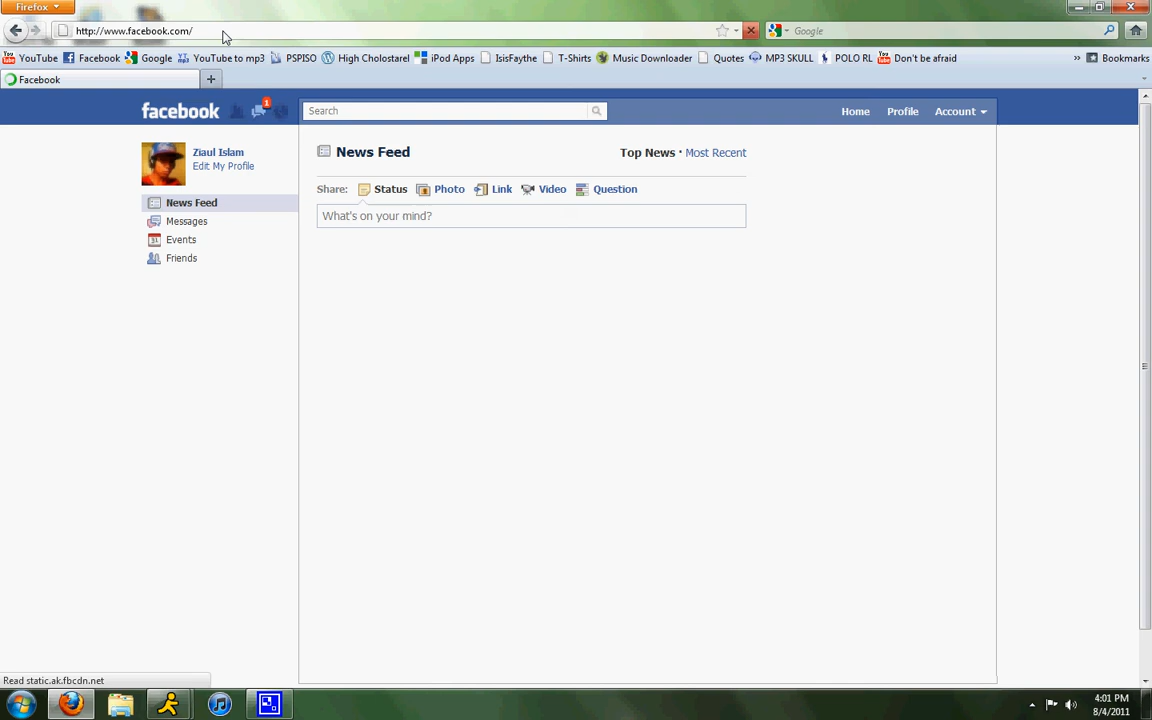 Firefox
http://www.facebook.com/
Google
YouTube Facebook Google YouTube to mp3 PSPISO High Cholostarel iPod Apps IsisFaythe T-Shirts Music Downloader Quotes MP3 SKULL POLO RL Don't be afraid » Bookmarks
Facebook
facebook 1 Search Home Profile Account
Ziaul Islam
Edit My Profile
News Feed
Messages
Events
Friends
News Feed Top News · Most Recent
Share: Status Photo Link Video Question
What's on your mind?
Read static.ak.fbcdn.net
4:01 PM
8/4/2011